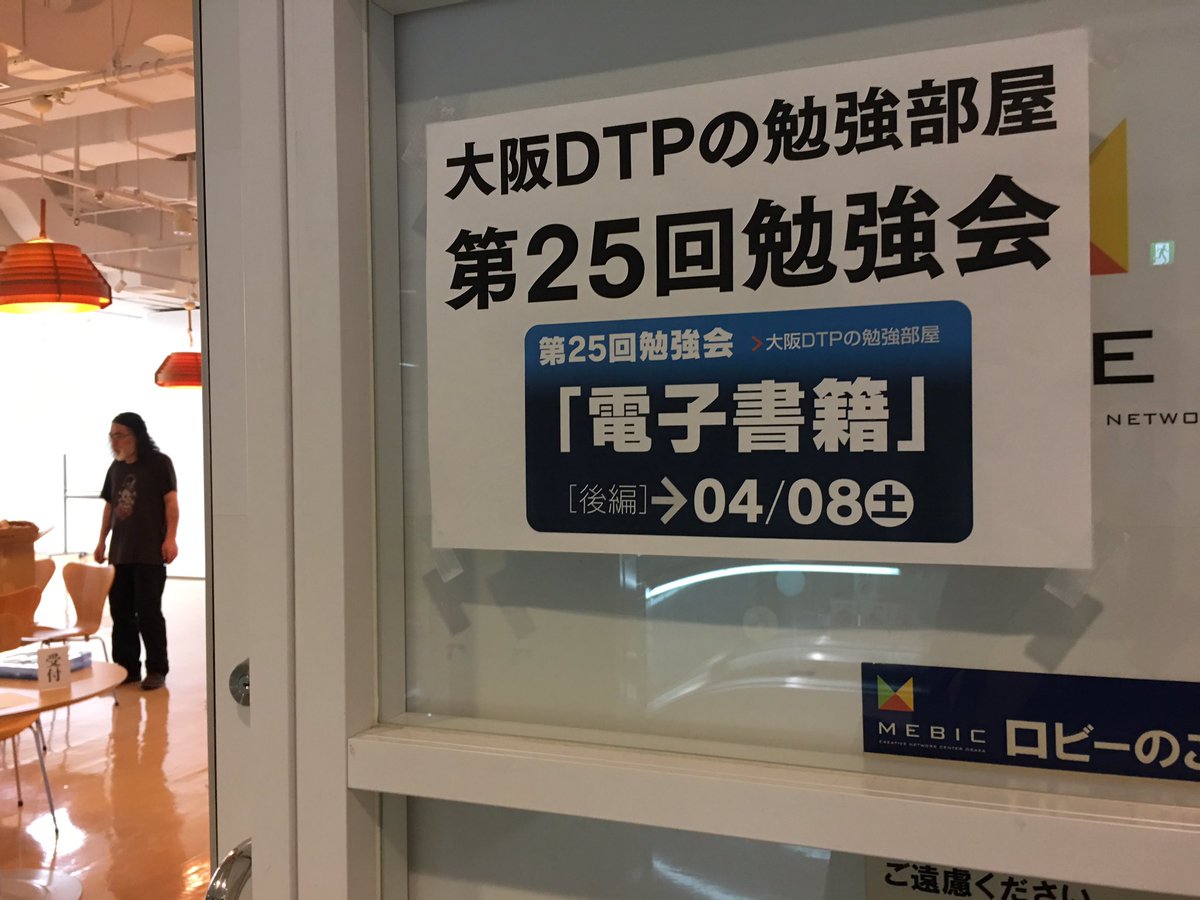 大阪DTPの勉強部屋
第25回勉強会
第25回勉強会 >大阪DTPの勉強部屋
「電子書籍」
[後編]→04/08土
E
NETWO
受付
MEBIC
CREATIVE NETWORK CENTER OSAKA
ロビーのご
ご遠慮ください